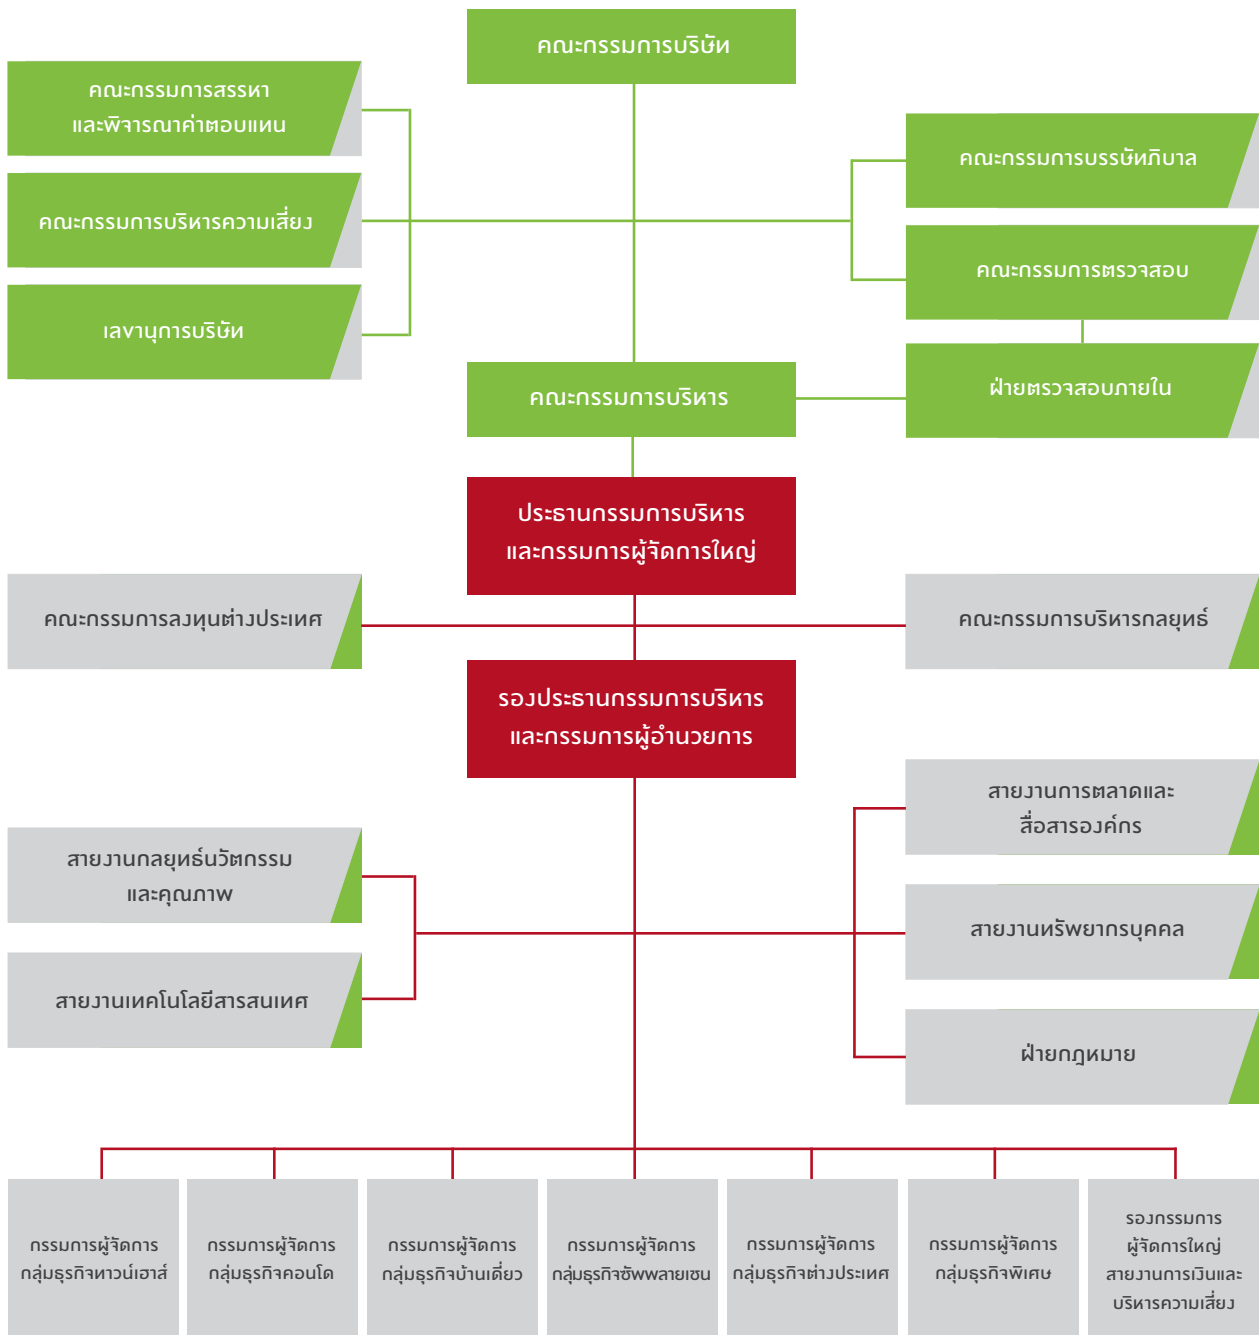 คณะกรรมการบริษัท
คณะกรรมการสรรหา
และพิจารณาค่าตอบแทน
คณะกรรมการบรรษัทภิบาล
คณะกรรมการบริหารความเสี่ยง
คณะกรรมการตรวจสอบ
เลขานุการบริษัท
คณะกรรมการบริหาร
ฝ่ายตรวจสอบภายใน
ประธานกรรมการบริหาร
และกรรมการผู้จัดการใหญ่
คณะกรรมการลงทุนต่างประเทศ
คณะกรรมการบริหารกลยุทธ์
รองประธานกรรมการบริหาร
และกรรมการผู้อำนวยการ
สายงานการตลาดและ
สื่อสารองค์กร
สายงานกลยุทธ์นวัตกรรม
และคุณภาพ
สายงานทรัพยากรบุคคล
สายงานเทคโนโลยีสารสนเทศ
ฝ่ายกฎหมาย
กรรมการผู้จัดการ
กลุ่มธุรกิจทาวน์เฮาส์
กรรมการผู้จัดการ
กลุ่มธุรกิจคอนโด
กรรมการผู้จัดการ
กลุ่มธุรกิจบ้านเดี่ยว
กรรมการผู้จัดการ
กลุ่มธุรกิจซัพพลายเชน
กรรมการผู้จัดการ
กลุ่มธุรกิจต่างประเทศ
กรรมการผู้จัดการ
กลุ่มธุรกิจพิเศษ
รองกรรมการ
ผู้จัดการใหญ่
สายงานการเงินและ
บริหารความเสี่ยง